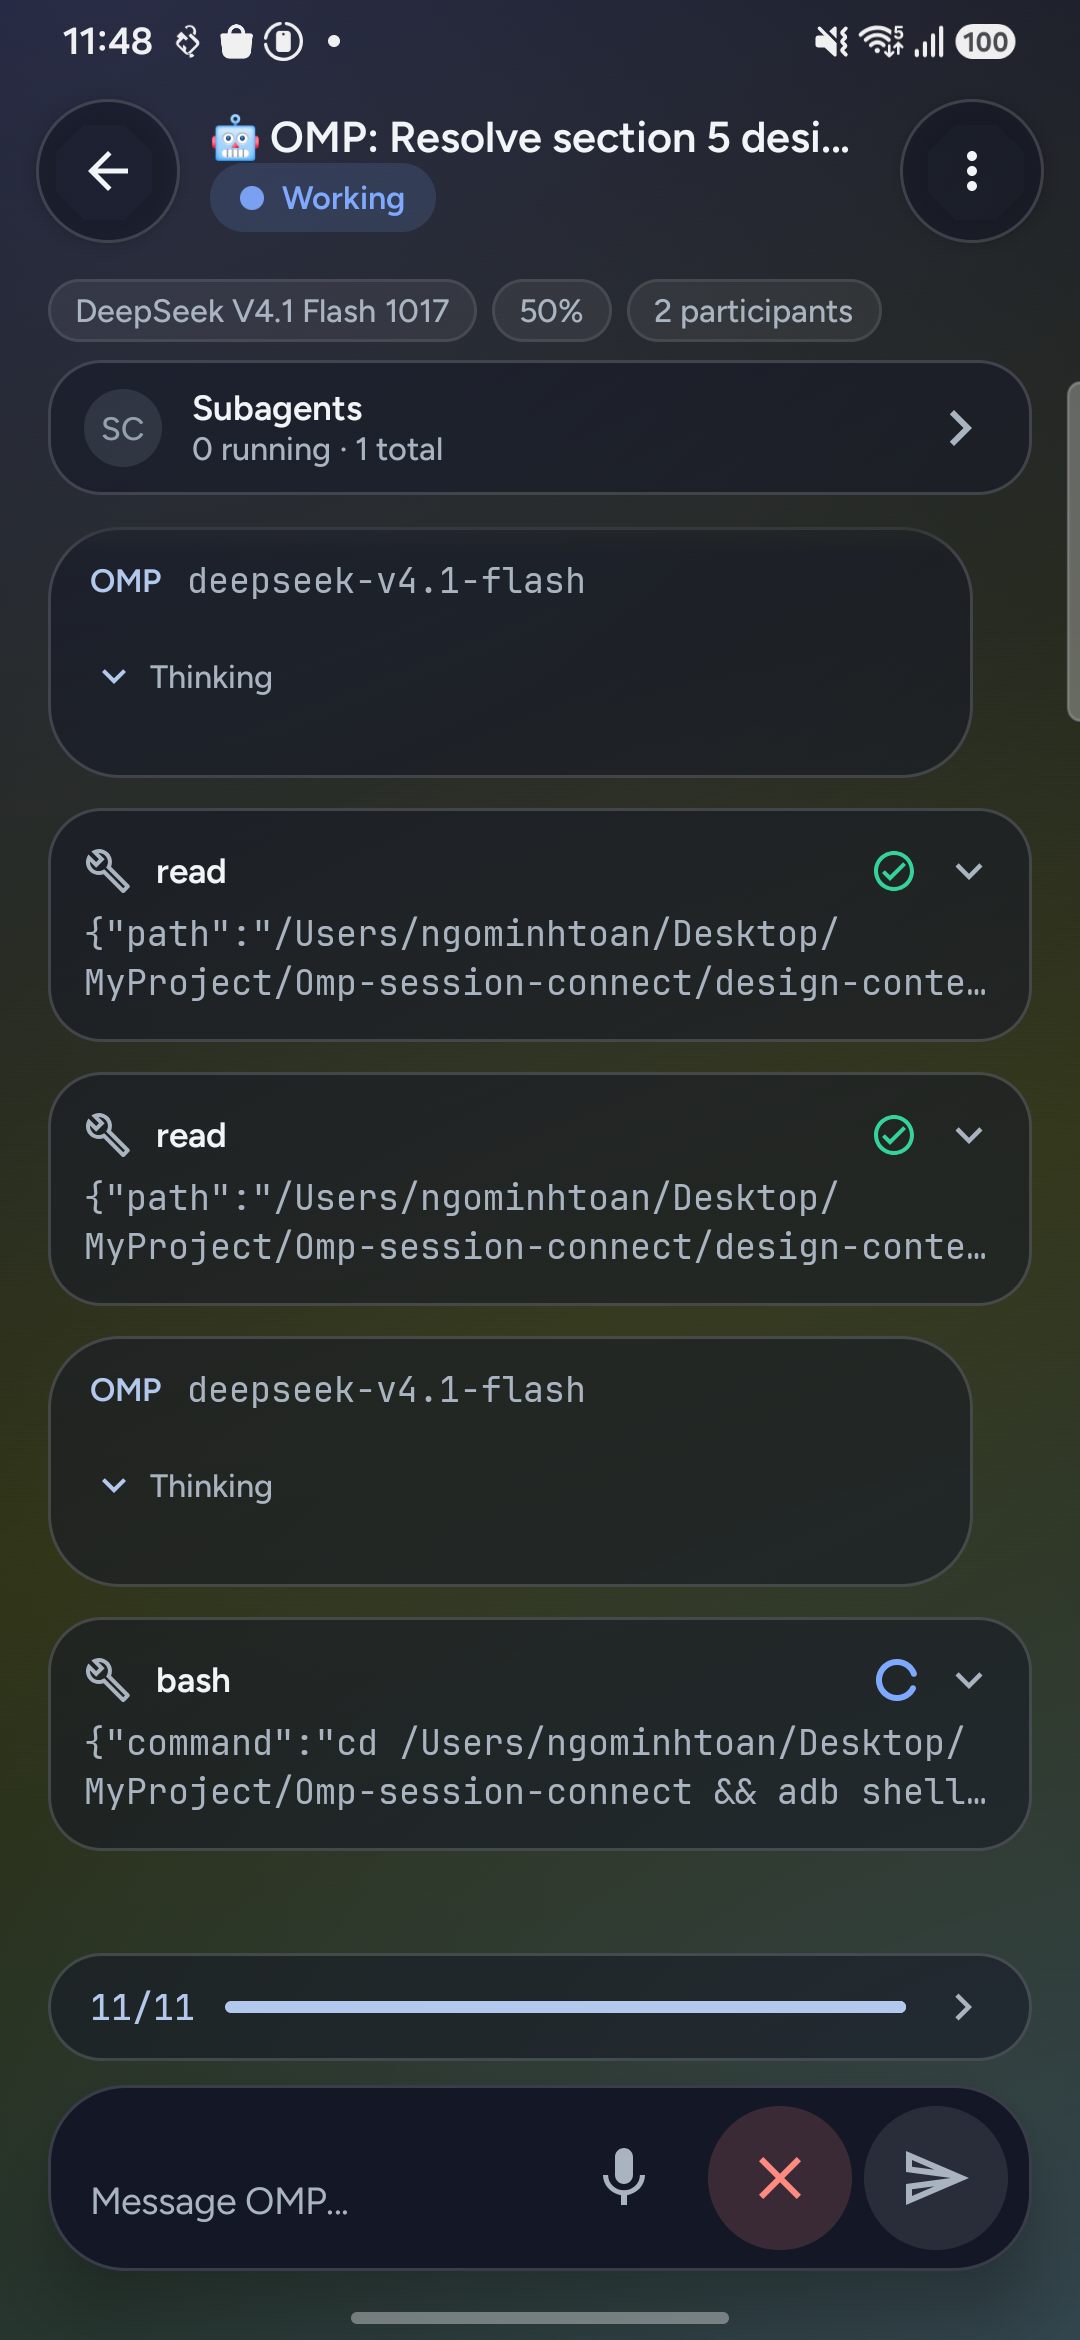 11:48
5
100
OMP: Resolve section 5 desi...
Working
DeepSeek V4.1 Flash 1017
50%
2 participants
SC
Subagents
0 running · 1 total
OMP deepseek-v4.1-flash
Thinking
read
{"path":"/Users/ngominhtoan/Desktop/
MyProject/Omp-session-connect/design-conte…
read
{"path":"/Users/ngominhtoan/Desktop/
MyProject/Omp-session-connect/design-conte…
OMP deepseek-v4.1-flash
Thinking
bash
{"command":"cd /Users/ngominhtoan/Desktop/
MyProject/Omp-session-connect && adb shell…
11/11
Message OMP...